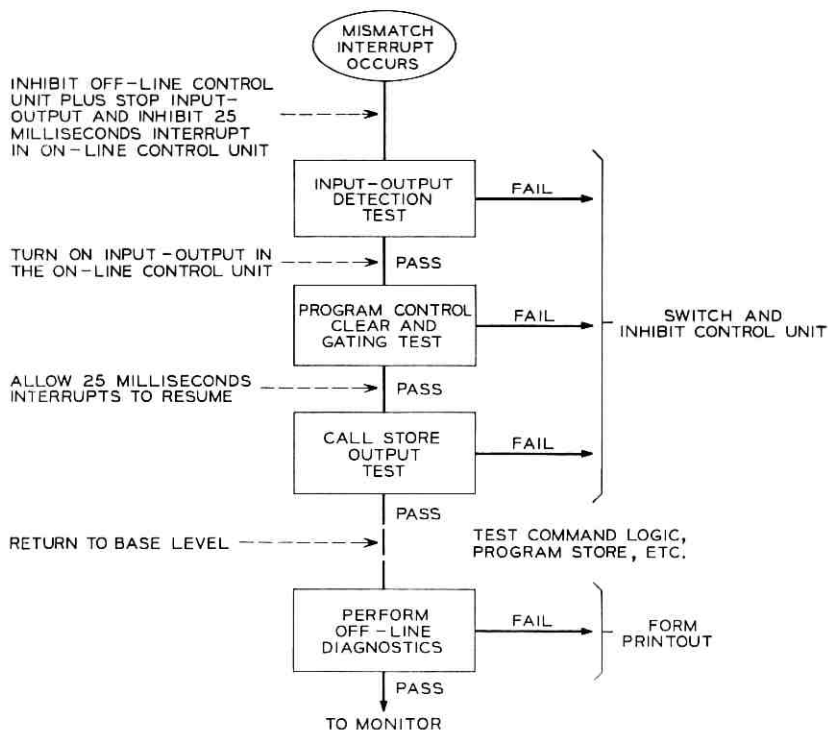 MISMATCH
INTERRUPT
OCCURS
INHIBIT OFF-LINE CONTROL
UNIT PLUS STOP INPUT-
OUTPUT AND INHIBIT 25
MILLISECONDS INTERRUPT
IN ON-LINE CONTROL UNIT
INPUT-OUTPUT
DETECTION
TEST
FAIL
TURN ON INPUT-OUTPUT IN
THE ON-LINE CONTROL UNIT
PASS
PROGRAM CONTROL
CLEAR AND
GATING TEST
FAIL
SWITCH AND
INHIBIT CONTROL UNIT
ALLOW 25 MILLISECONDS
INTERRUPTS TO RESUME
PASS
CALL STORE
OUTPUT
TEST
FAIL
PASS
RETURN TO BASE LEVEL
TEST COMMAND LOGIC,
PROGRAM STORE, ETC.
PERFORM
OFF-LINE
DIAGNOSTICS
FAIL
FORM
PRINTOUT
PASS
TO MONITOR